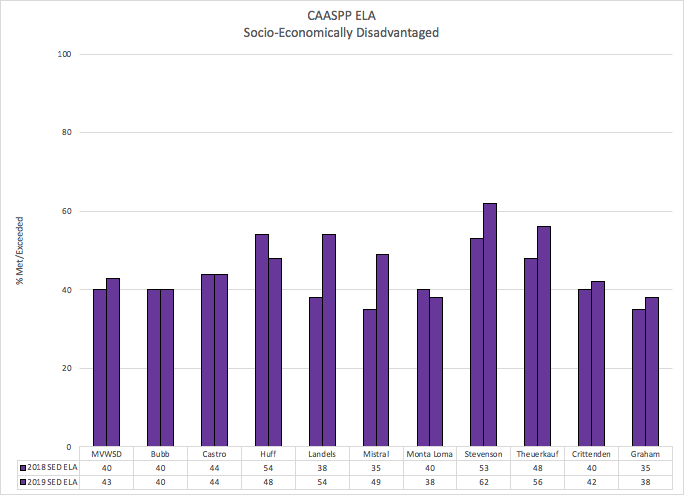 CAASPP ELA
Socio-Economically Disadvantaged
% Met/Exceeded
100
80
60
40
20
0
MVWSD Bubb Castro Huff Landels Mistral Monta Loma Stevenson Theuerkauf Crittenden Graham
2018 SED ELA 40 40 44 54 38 35 40 53 48 40 35
2019 SED ELA 43 40 44 48 54 49 38 62 56 42 38